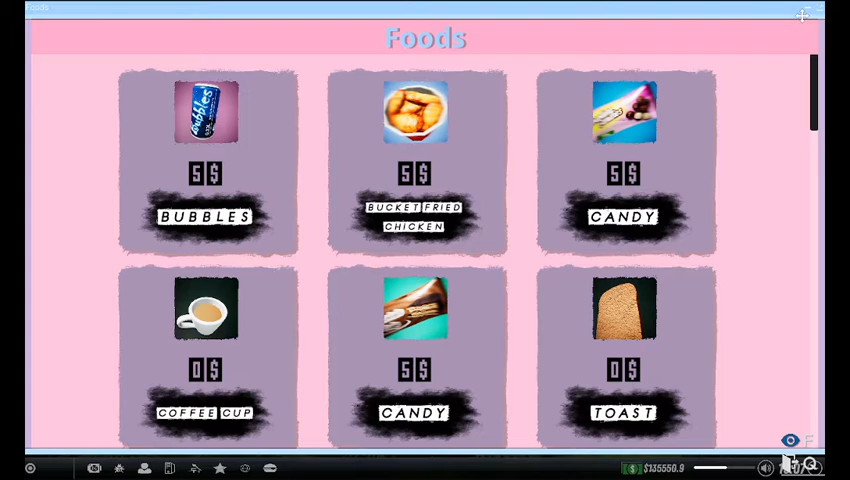 Foods
Foods
Bubbles
5$ 5$ 5$
BUBBLES
BUCKET FRIED
CHICKEN
CANDY
0$ 5$ 0$
COFFEE CUP
CANDY
TOAST
F
$135550.9
Q